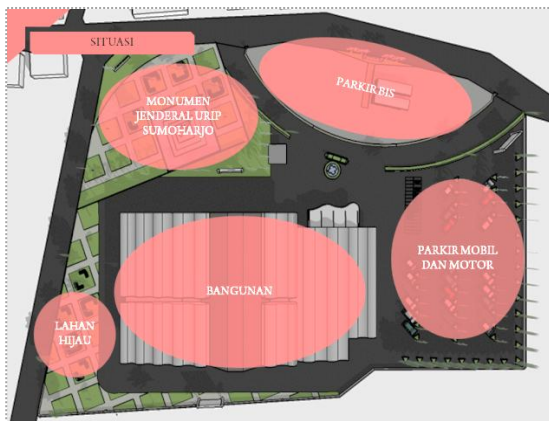 SITUASI
MONUMEN
JENDERAL URIP
SUMOHARJO
PARKIR BIS
PARKIR MOBIL
DAN MOTOR
BANGUNAN
LAHAN
HIJAU